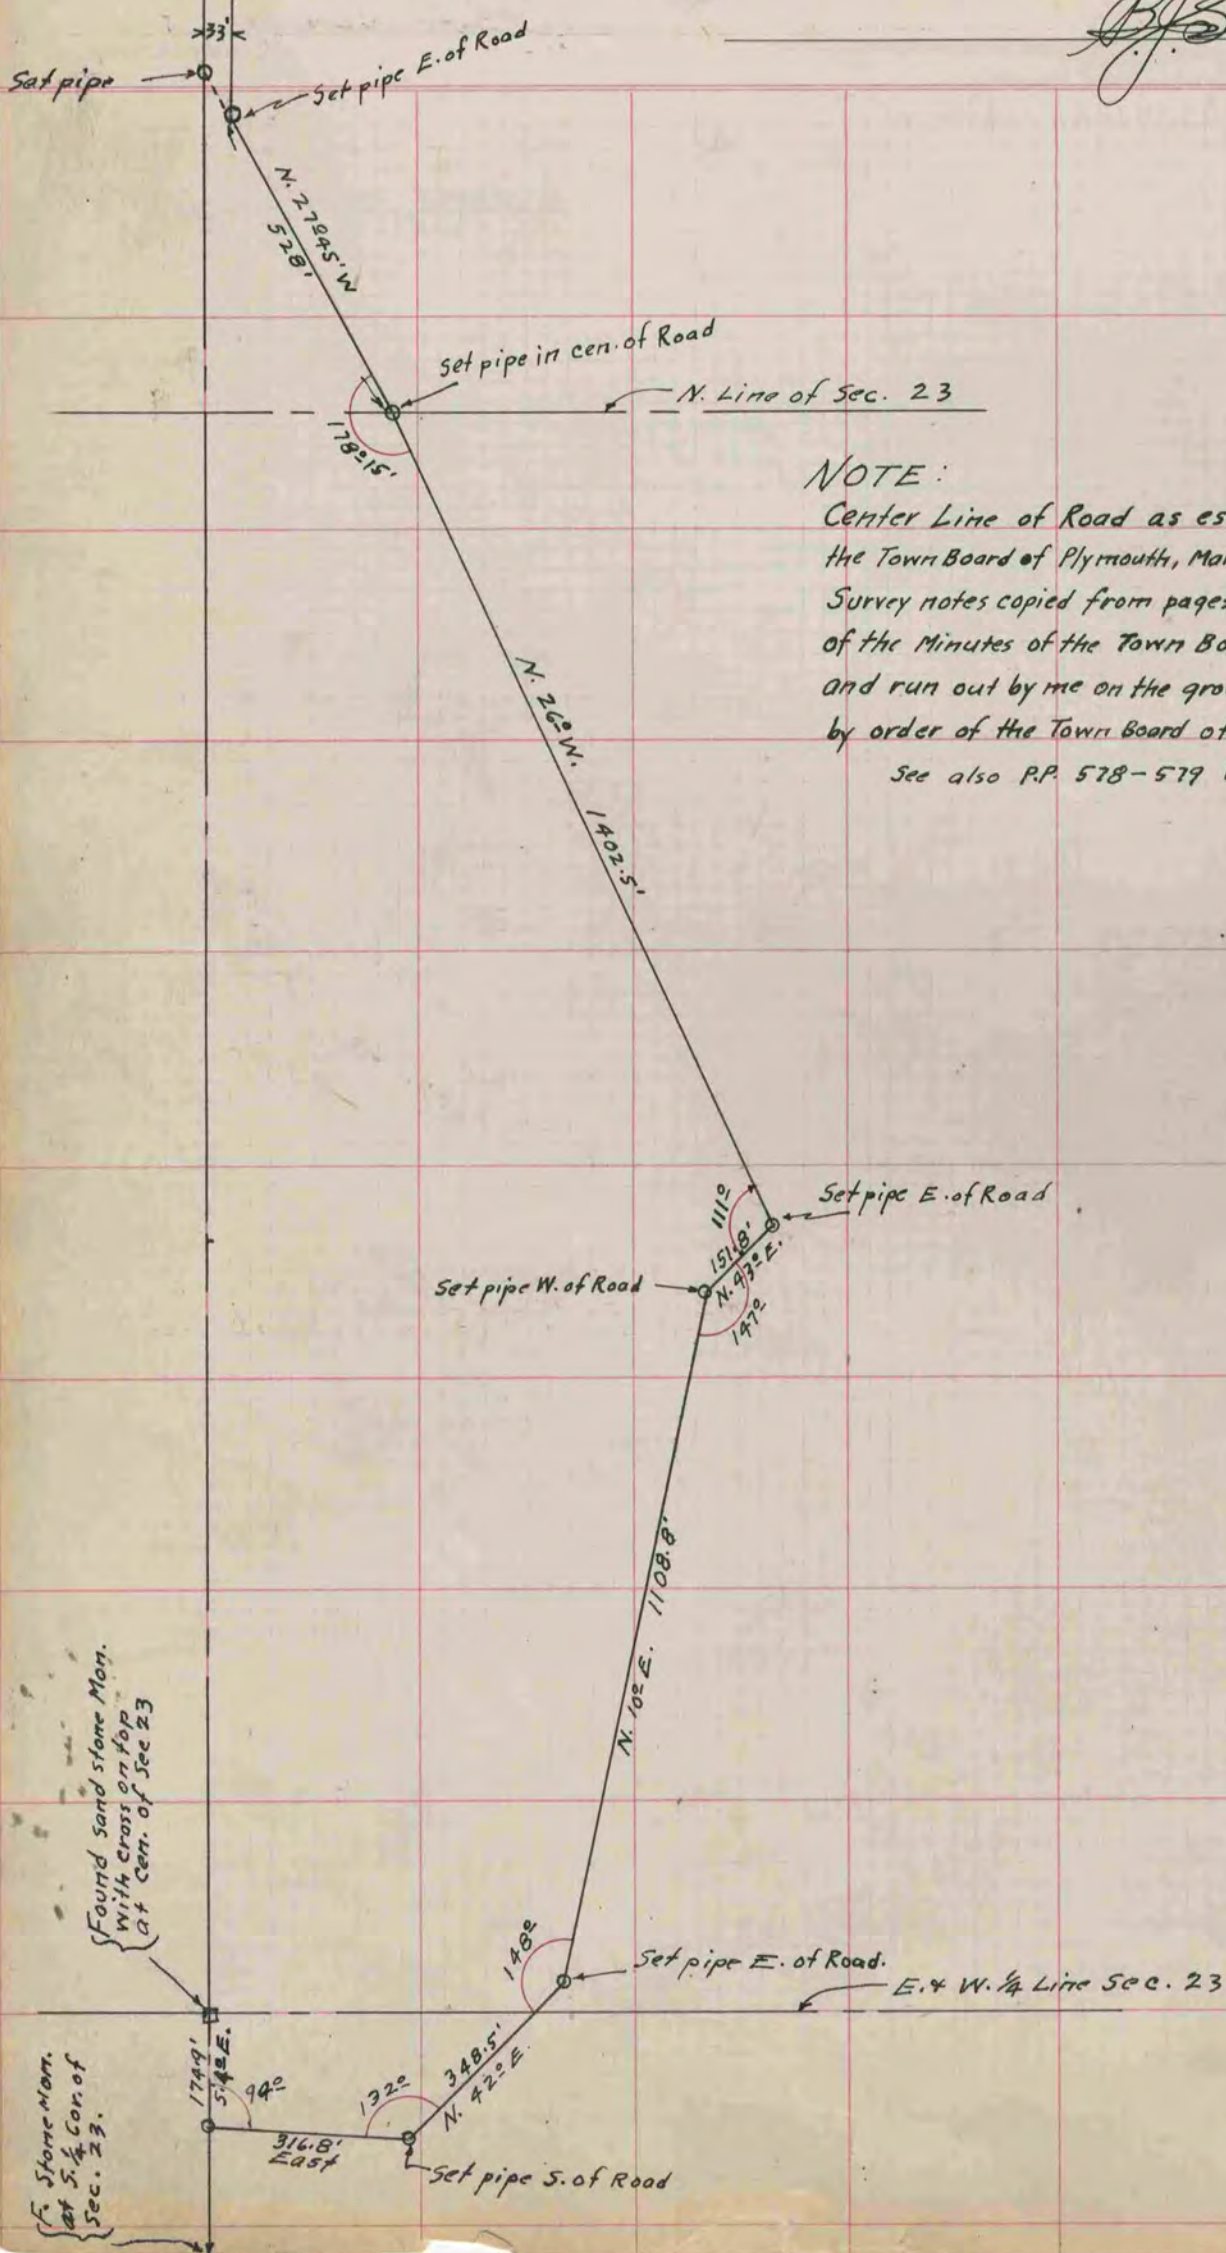 33'
Set pipe
Set pipe E. of Road
N. 27°45' W
528'
Set pipe in cen. of Road
N. Line of Sec. 23
178°15'
NOTE:
Center Line of Road as es
the Town Board of Plymouth, Ma
Survey notes copied from page
of the Minutes of the Town Bo
and run out by me on the gro
by order of the Town Board of
See also P.P. 578-579
N. 26° W.
1402.5'
111°
Set pipe E. of Road
151.8'
N. 43° E.
Set pipe W. of Road
147°
1108.8'
N. 10° E.
Found sand stone Mon.
with cross on top
at cen. of Sec 23
148°
Set pipe E. of Road.
E. & W. 1/4 Line Sec. 23
1749'
S. 4° E.
94°
132°
348.5'
N. 42° E.
316.8'
East
Set pipe S. of Road
F. Stone Mon.
at S. 1/4 Cor. of
Sec. 23.